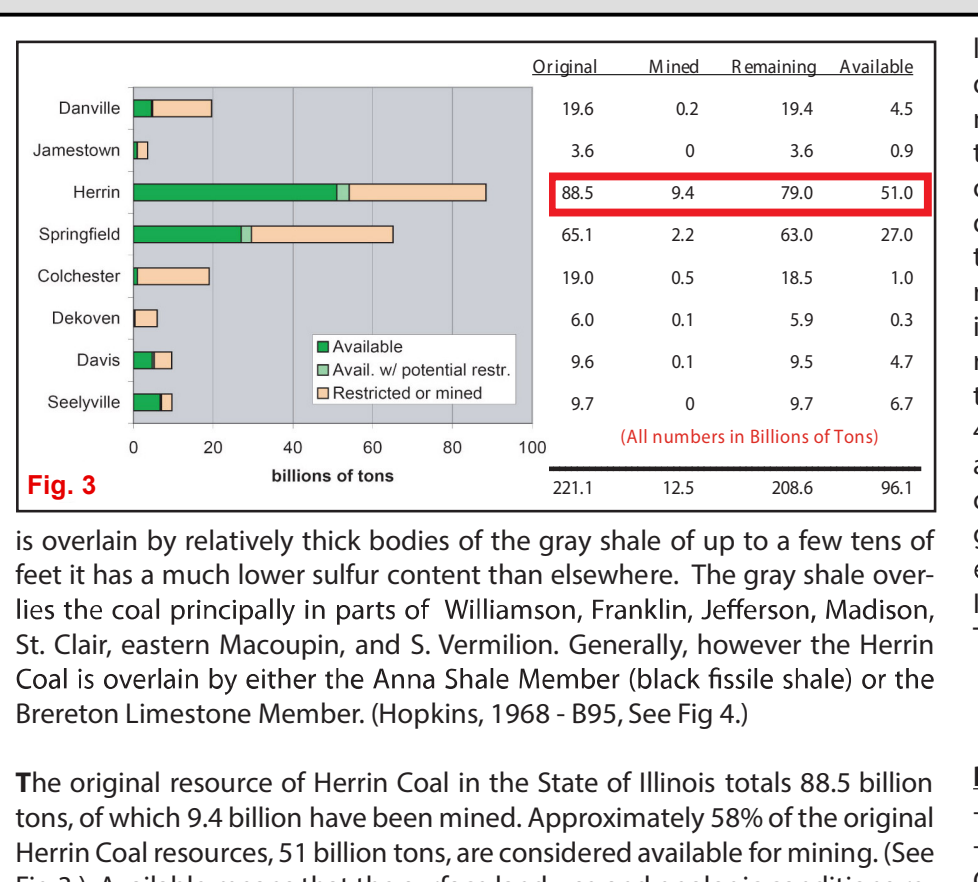 Original Mined Remaining Available
Danville 19.6 0.2 19.4 4.5
Jamestown 3.6 0 3.6 0.9
Herrin 88.5 9.4 79.0 51.0
Springfield 65.1 2.2 63.0 27.0
Colchester 19.0 0.5 18.5 1.0
Dekoven 6.0 0.1 5.9 0.3
Davis 9.6 0.1 9.5 4.7
Seelyville 9.7 0 9.7 6.7
Available
Avail. w/ potential restr.
Restricted or mined
(All numbers in Billions of Tons)
0 20 40 60 80 100
billions of tons
Fig. 3
221.1 12.5 208.6 96.1
is overlain by relatively thick bodies of the gray shale of up to a few tens of
feet it has a much lower sulfur content than elsewhere. The gray shale over-
lies the coal principally in parts of Williamson, Franklin, Jefferson, Madison,
St. Clair, eastern Macoupin, and S. Vermilion. Generally, however the Herrin
Coal is overlain by either the Anna Shale Member (black fissile shale) or the
Brereton Limestone Member. (Hopkins, 1968 - B95, See Fig 4.)
The original resource of Herrin Coal in the State of Illinois totals 88.5 billion
tons, of which 9.4 billion have been mined. Approximately 58% of the original
Herrin Coal resources, 51 billion tons, are considered available for mining. (See